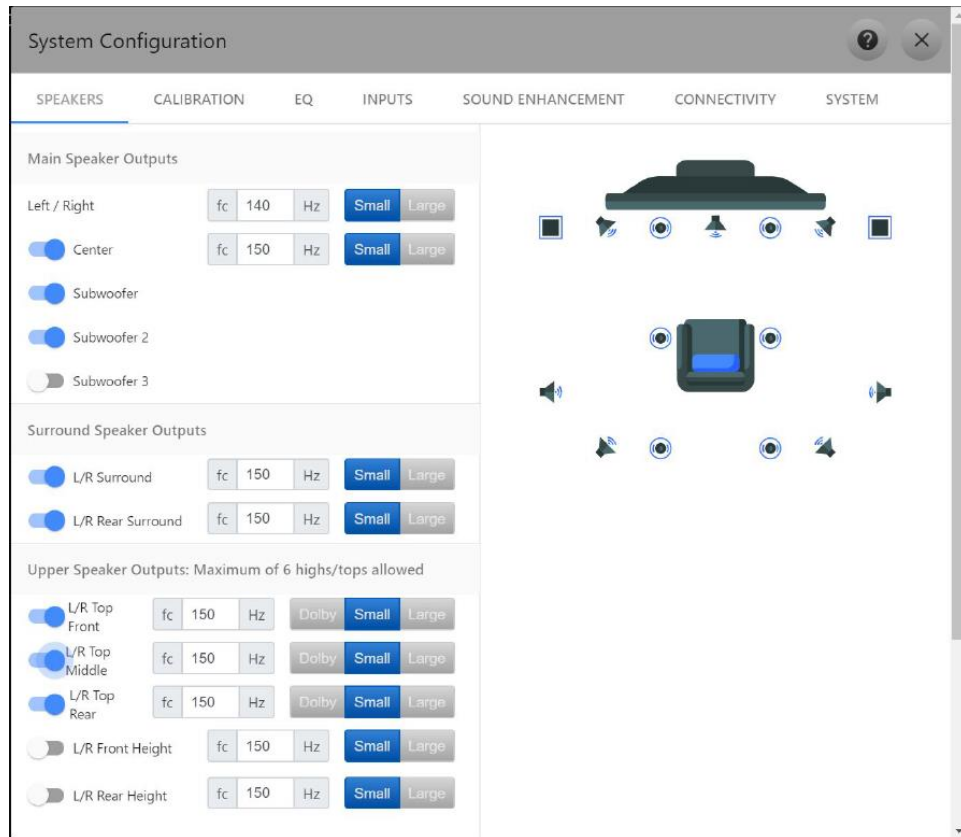 System Configuration
?
SPEAKERS CALIBRATION EQ INPUTS SOUND ENHANCEMENT CONNECTIVITY SYSTEM
Main Speaker Outputs
Left / Right fc 140 Hz Small Large
Center fc 150 Hz Small Large
Subwoofer
Subwoofer 2
Subwoofer 3
Surround Speaker Outputs
L/R Surround fc 150 Hz Small Large
L/R Rear Surround fc 150 Hz Small Large
Upper Speaker Outputs: Maximum of 6 highs/tops allowed
L/R Top
Front fc 150 Hz Dolby Small Large
L/R Top
Middle fc 150 Hz Dolby Small Large
L/R Top
Rear fc 150 Hz Dolby Small Large
L/R Front Height fc 150 Hz Small Large
L/R Rear Height fc 150 Hz Small Large